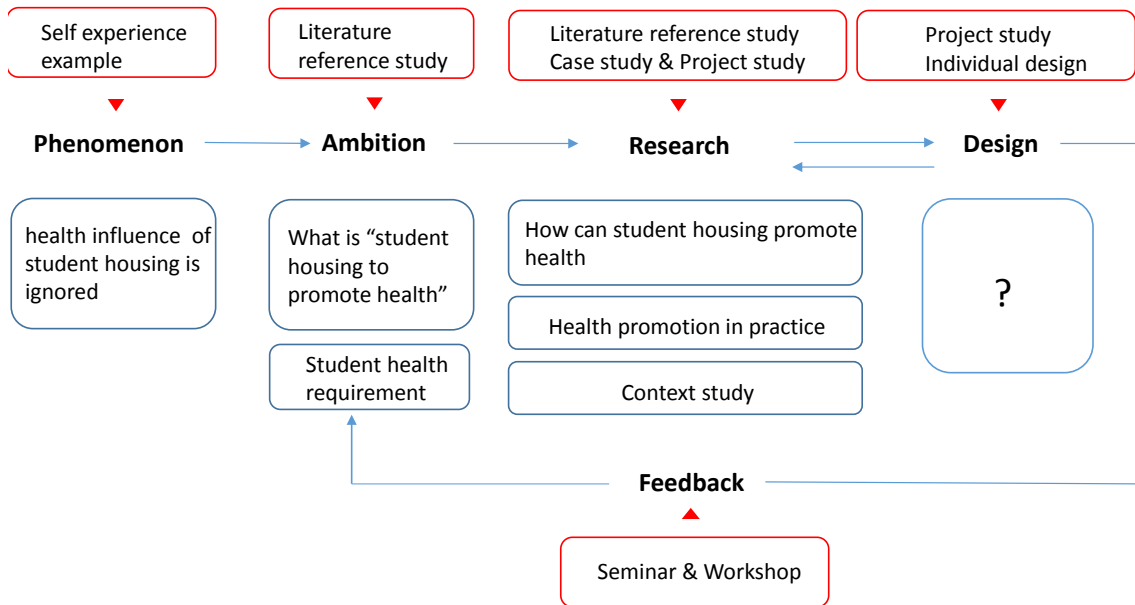 Self experience
example
Literature
reference study
Literature reference study
Case study & Project study
Project study
Individual design
Phenomenon
Ambition
Research
Design
health influence of
student housing is
ignored
What is “student
housing to
promote health”
Student health
requirement
How can student housing promote
health
Health promotion in practice
Context study
?
Feedback
Seminar & Workshop